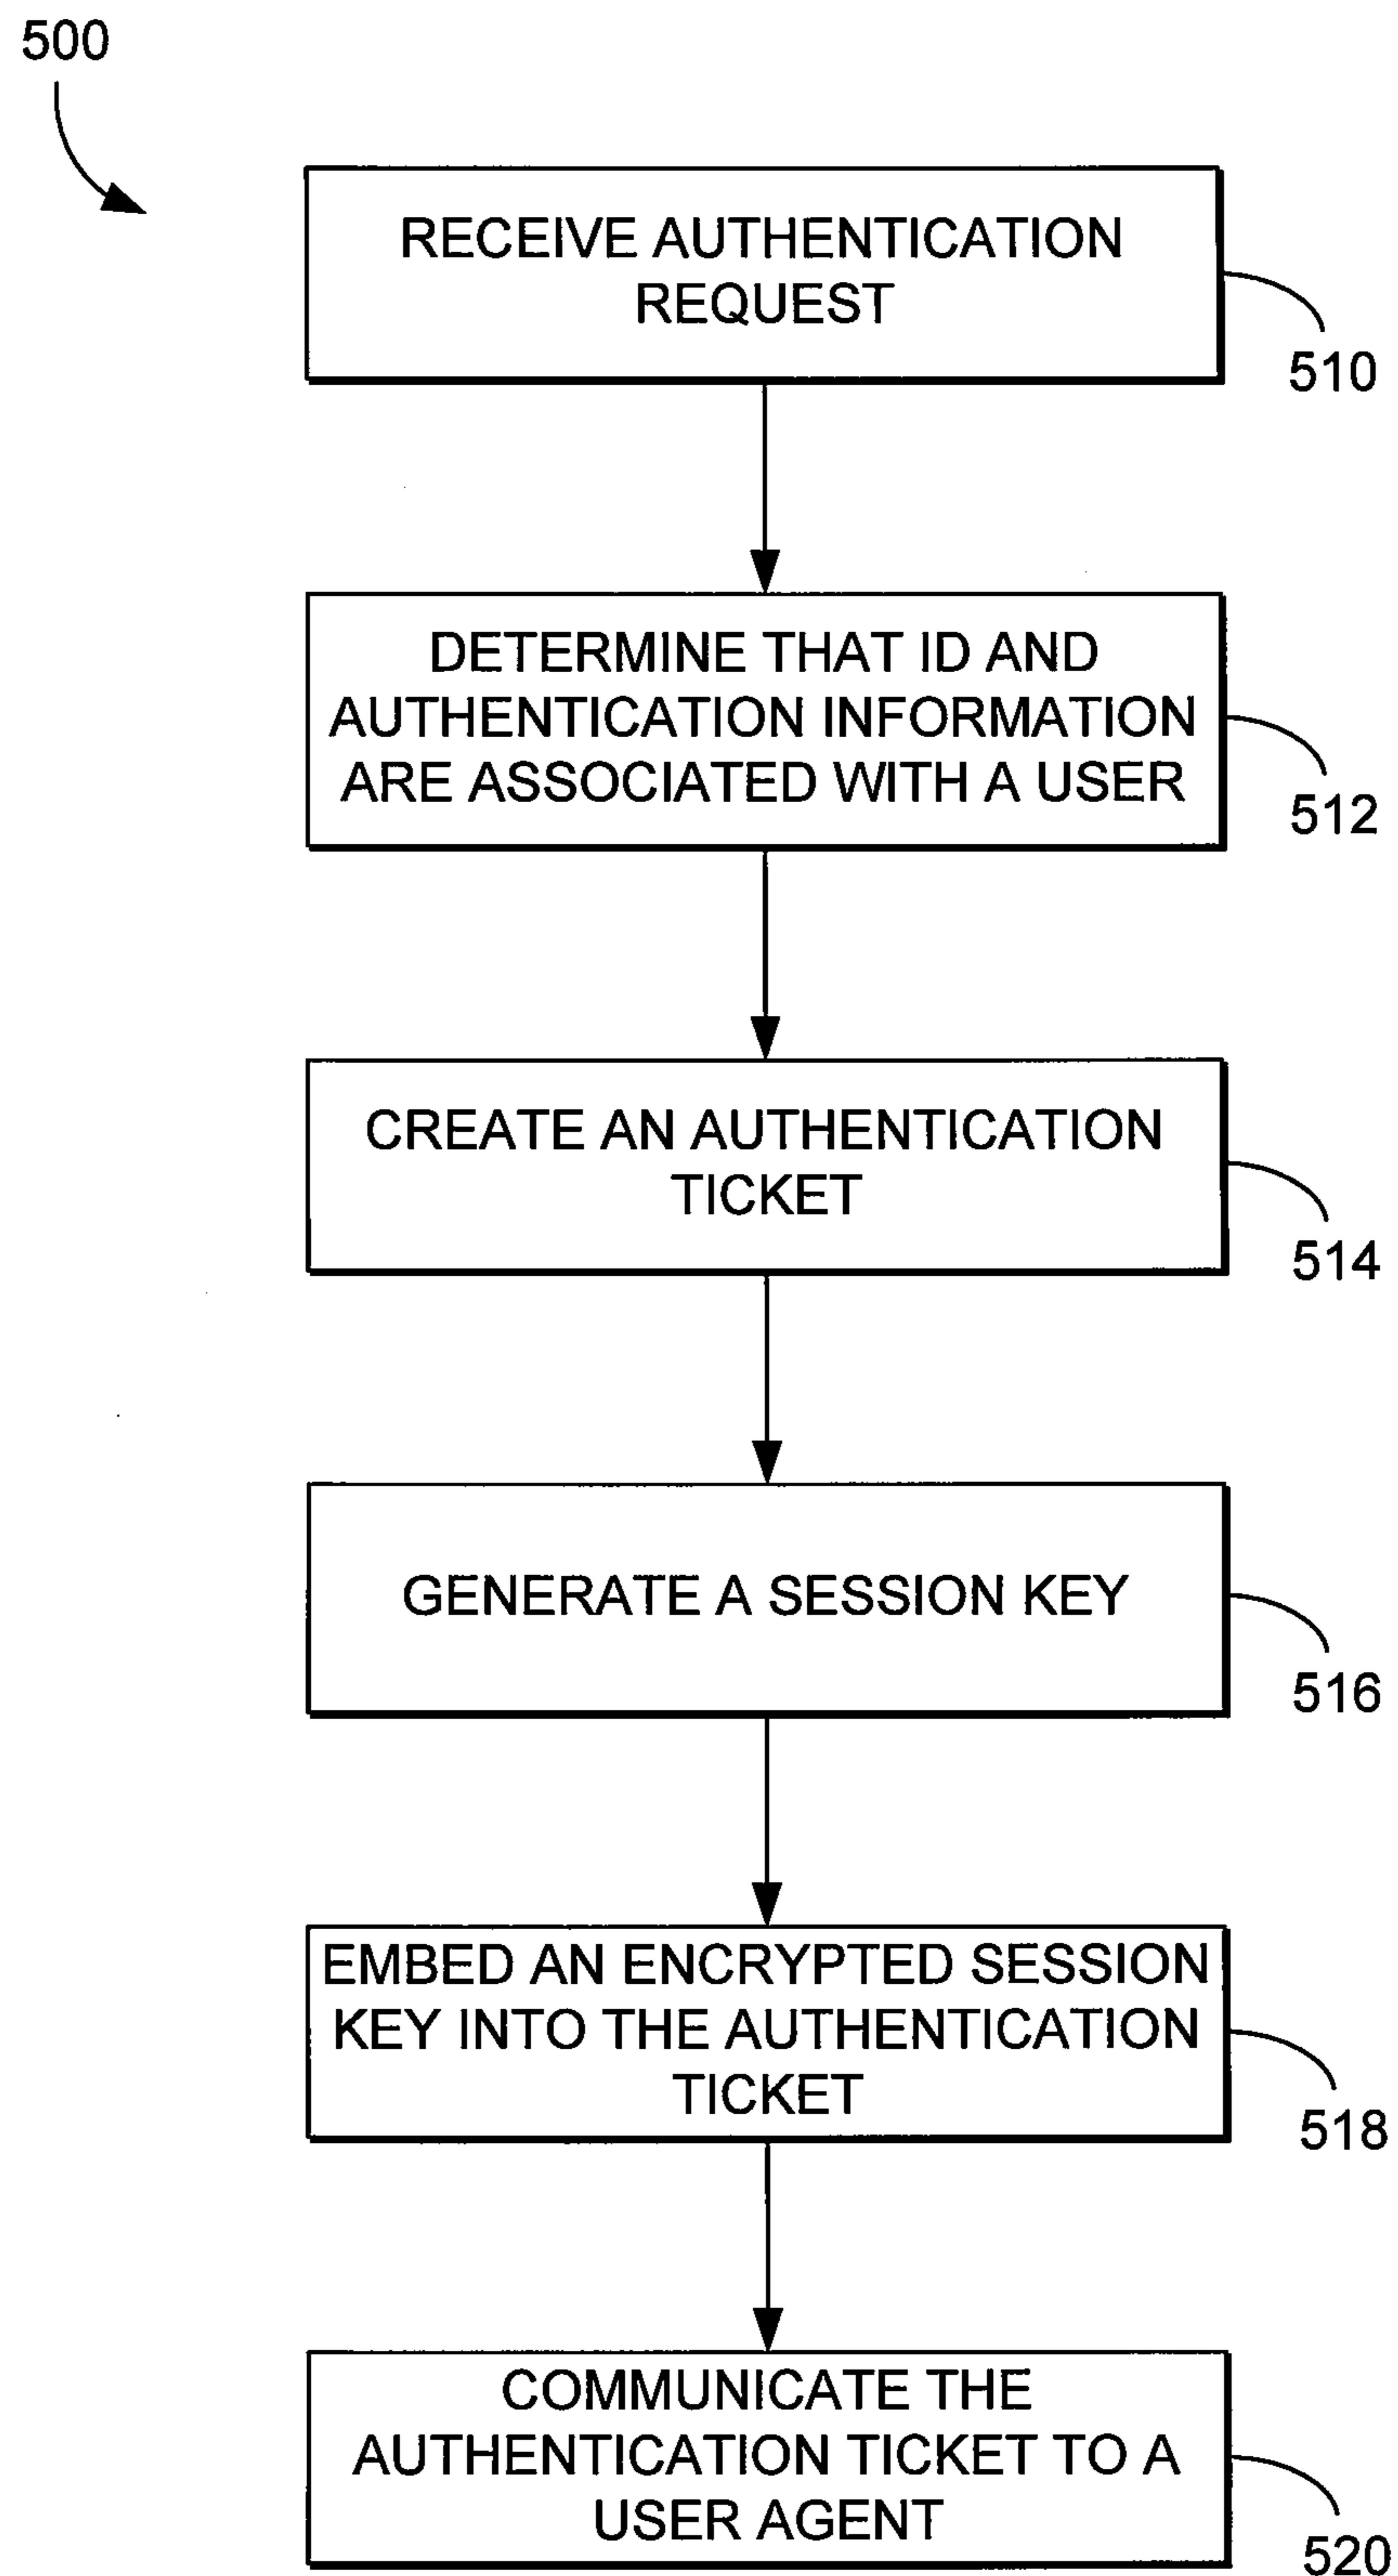 500
RECEIVE AUTHENTICATION
REQUEST
510
DETERMINE THAT ID AND
AUTHENTICATION INFORMATION
ARE ASSOCIATED WITH A USER
512
CREATE AN AUTHENTICATION
TICKET
514
GENERATE A SESSION KEY
516
EMBED AN ENCRYPTED SESSION
KEY INTO THE AUTHENTICATION
TICKET
518
COMMUNICATE THE
AUTHENTICATION TICKET TO A
USER AGENT
520